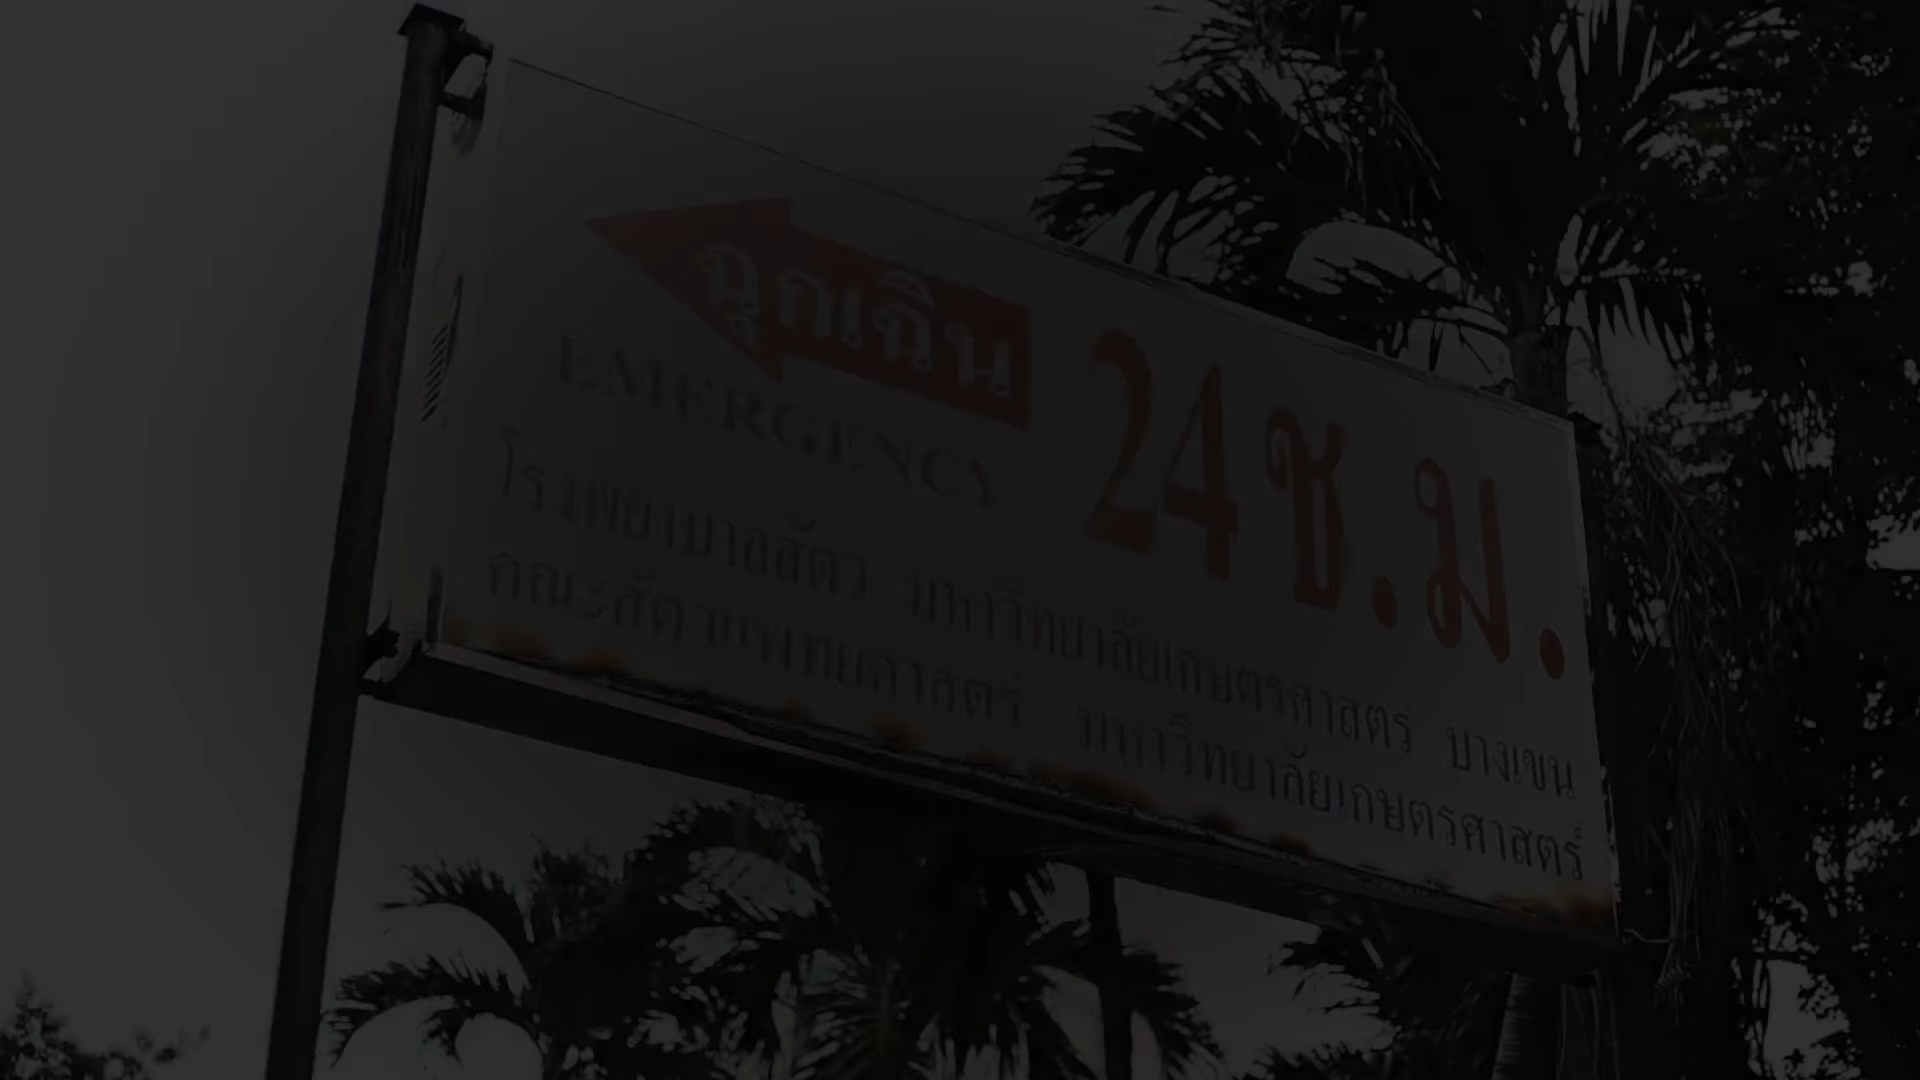 ฉุกเฉิน 24 ช.ม.
EMERGENCY
โรงพยาบาลสัตว์ มหาวิทยาลัยเกษตรศาสตร์ บางเขน
คณะสัตวแพทยศาสตร์ มหาวิทยาลัยเกษตรศาสตร์